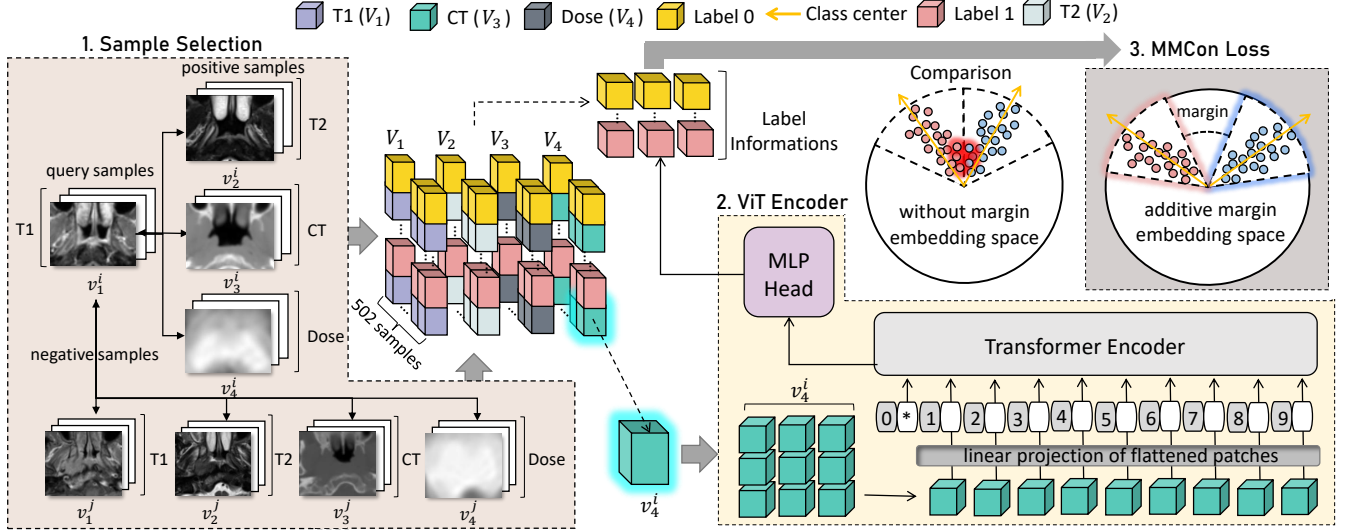 T1 (V₁) CT (V₃) Dose (V₄) Label 0 Class center Label 1 T2 (V₂)
1. Sample Selection
positive samples
T2
v₂ⁱ
query samples
T1
v₁ⁱ
CT
v₃ⁱ
Dose
v₄ⁱ
negative samples
T1
v₁ʲ
T2
v₂ʲ
CT
v₃ʲ
Dose
v₄ʲ
V₁ V₂ V₃ V₄
502 samples
v₄ⁱ
Label
Informations
2. ViT Encoder
MLP
Head
Transformer Encoder
v₄ⁱ
0 * 1 2 3 4 5 6 7 8 9
linear projection of flattened patches
3. MMCon Loss
Comparison
without margin
embedding space
margin
additive margin
embedding space